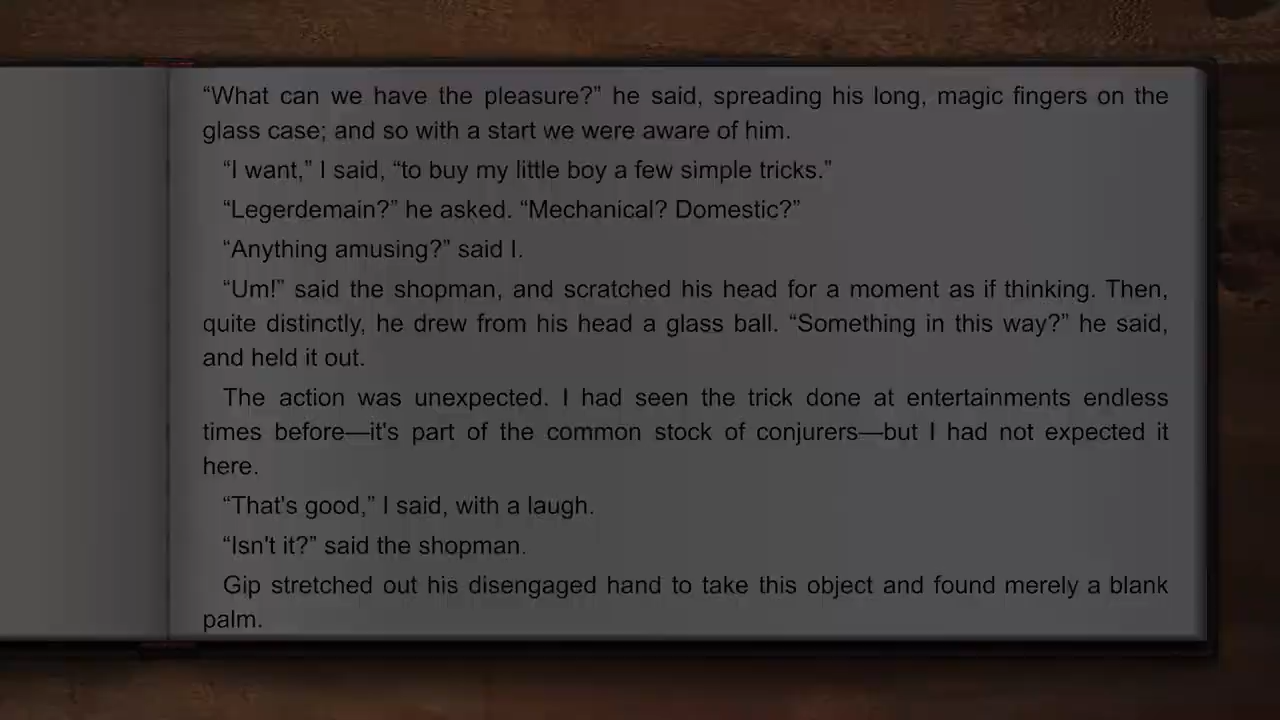 “What can we have the pleasure?” he said, spreading his long, magic fingers on the
glass case; and so with a start we were aware of him.
“I want,” I said, “to buy my little boy a few simple tricks.”
“Legerdemain?” he asked. “Mechanical? Domestic?”
“Anything amusing?” said I.
“Um!” said the shopman, and scratched his head for a moment as if thinking. Then,
quite distinctly, he drew from his head a glass ball. “Something in this way?” he said,
and held it out.
The action was unexpected. I had seen the trick done at entertainments endless
times before—it's part of the common stock of conjurers—but I had not expected it
here.
“That's good,” I said, with a laugh.
“Isn't it?” said the shopman.
Gip stretched out his disengaged hand to take this object and found merely a blank
palm.